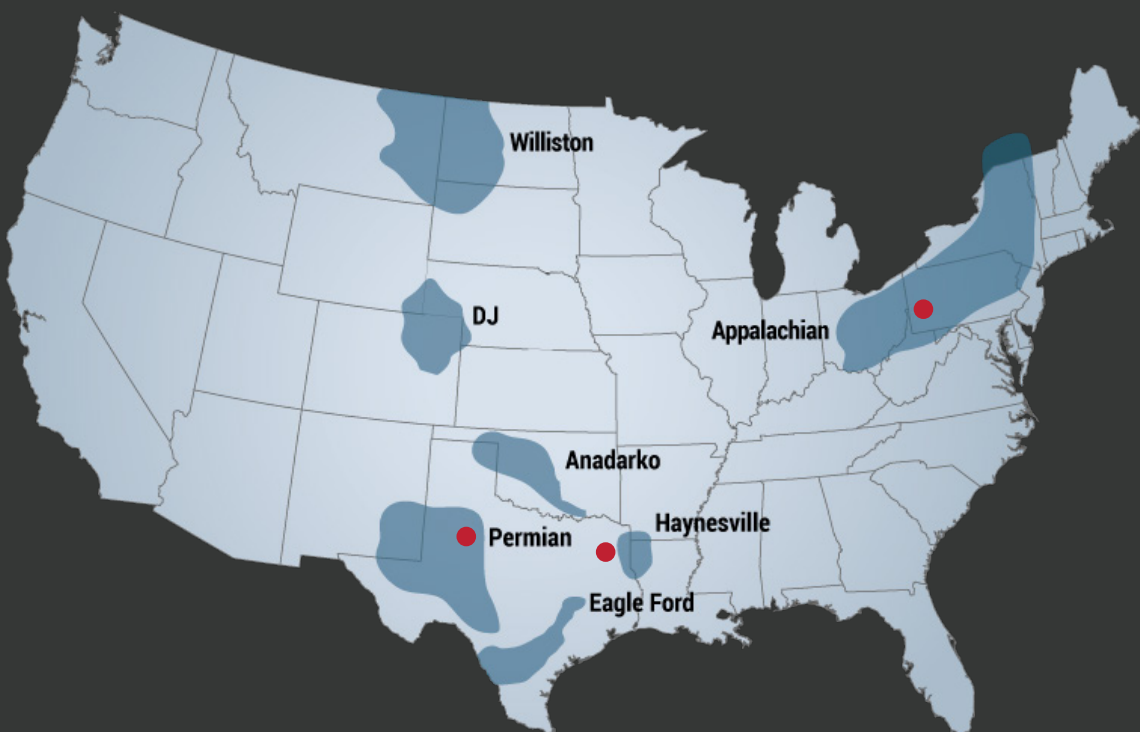 Williston
DJ
Appalachian
Anadarko
Haynesville
Permian
Eagle Ford